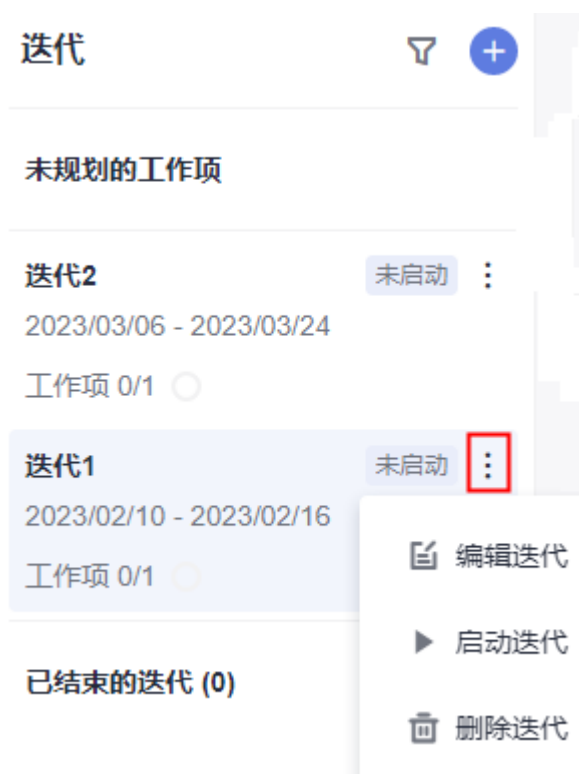 迭代
未规划的工作项
迭代2 未启动
2023/03/06 - 2023/03/24
工作项 0/1
迭代1 未启动
2023/02/10 - 2023/02/16
工作项 0/1
编辑迭代
启动迭代
已结束的迭代 (0)
删除迭代